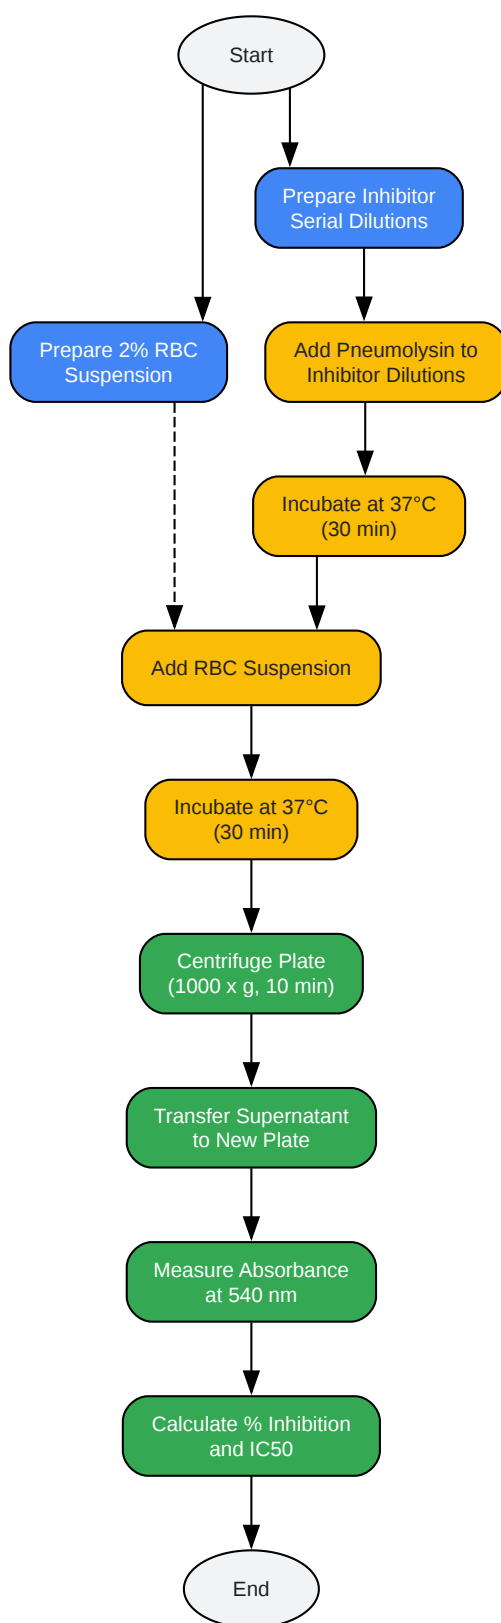 Start
Prepare Inhibitor
Serial Dilutions
Prepare 2% RBC
Suspension
Add Pneumolysin to
Inhibitor Dilutions
Incubate at 37°C
(30 min)
Add RBC Suspension
Incubate at 37°C
(30 min)
Centrifuge Plate
(1000 x g, 10 min)
Transfer Supernatant
to New Plate
Measure Absorbance
at 540 nm
Calculate % Inhibition
and IC50
End